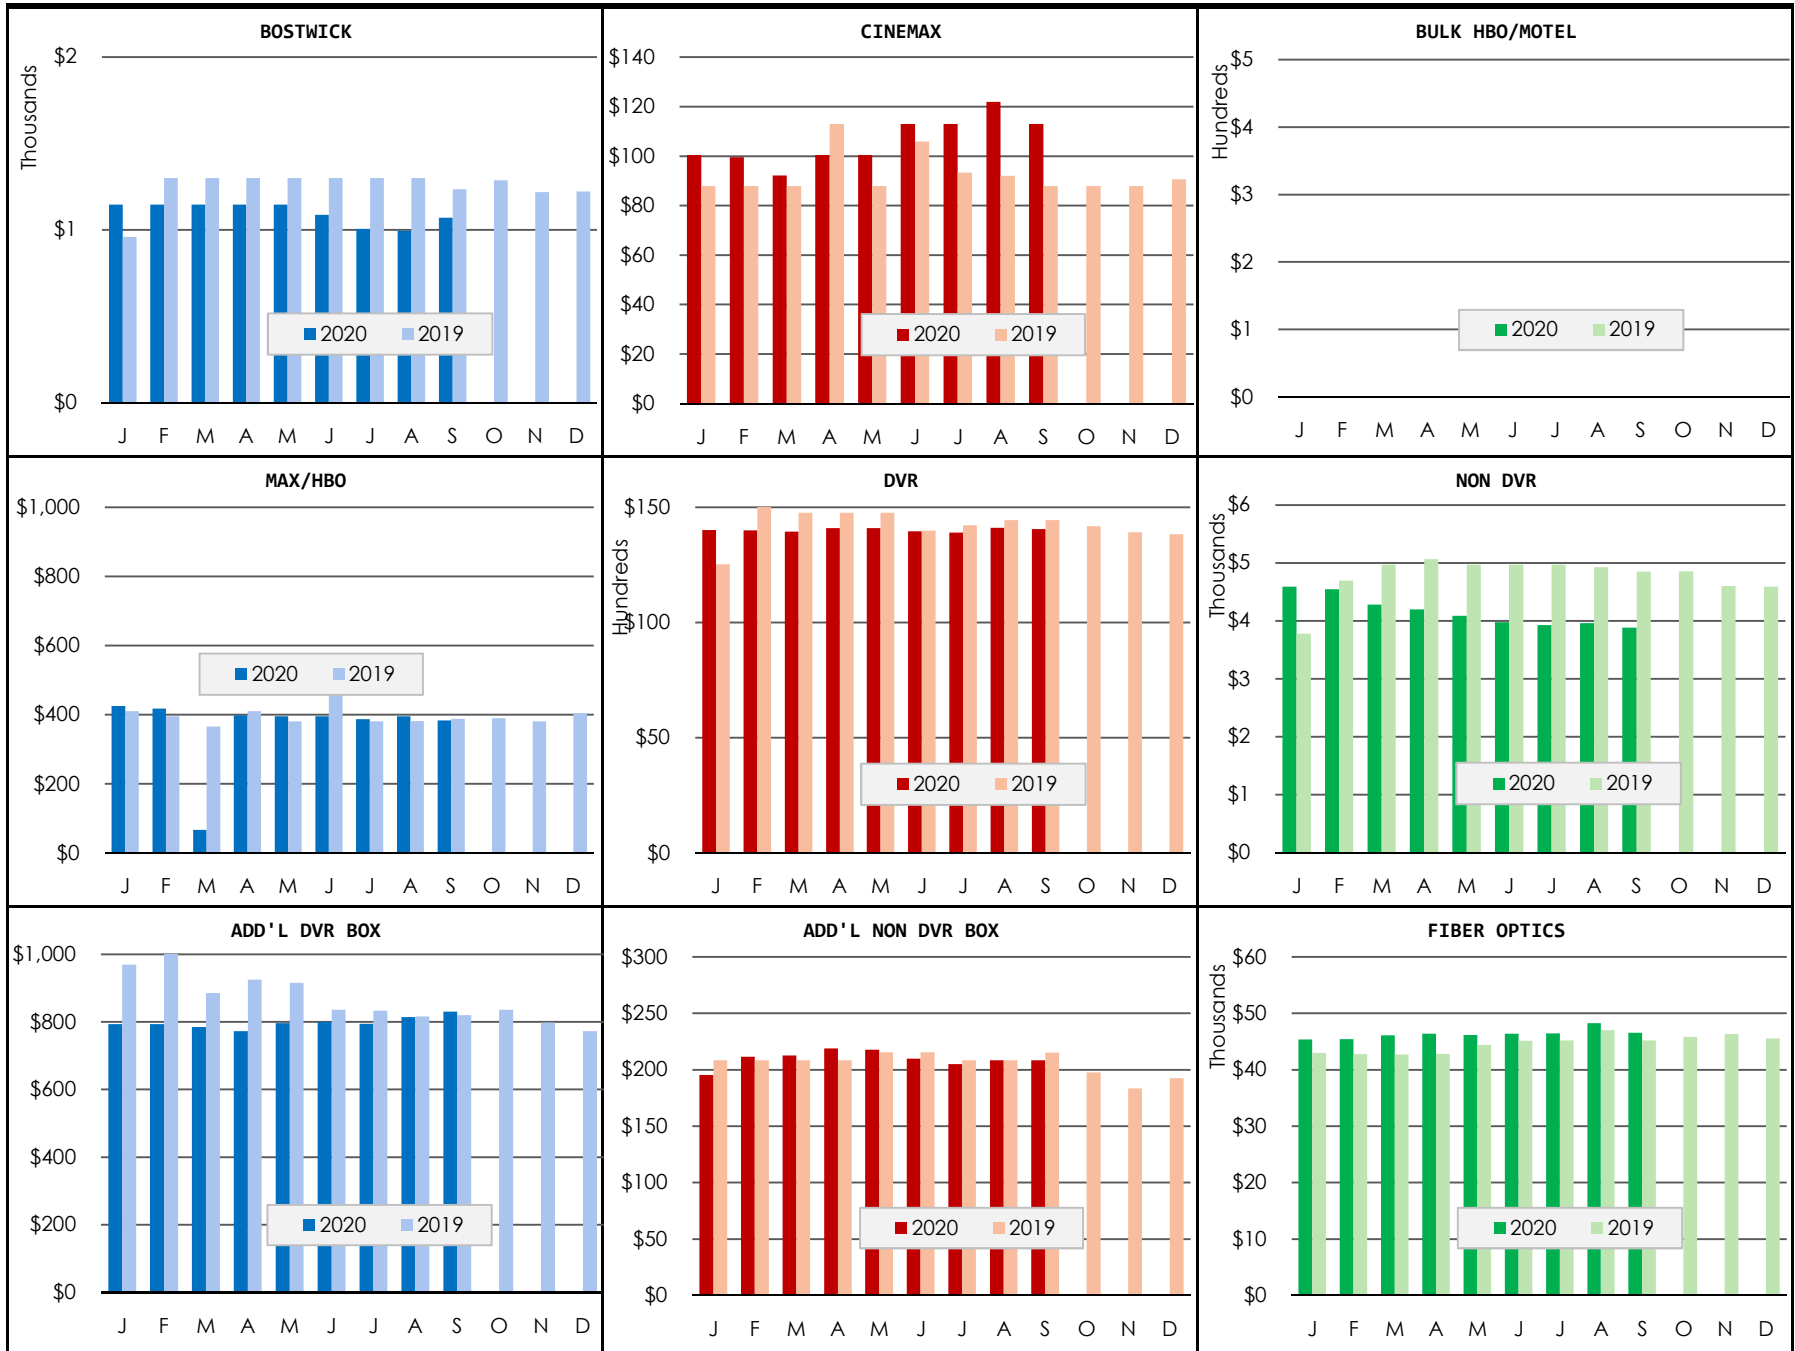 BOSTWICK
Thousands
$2
$1
$0
2020 2019
J F M A M J J A S O N D
CINEMAX
$140
$120
$100
$80
$60
$40
$20
$0
2020 2019
J F M A M J J A S O N D
BULK HBO/MOTEL
Hundreds
$5
$4
$3
$2
$1
$0
2020 2019
J F M A M J J A S O N D
MAX/HBO
$1,000
$800
$600
$400
$200
$0
2020 2019
J F M A M J J A S O N D
DVR
Hundreds
$150
$100
$50
$0
2020 2019
J F M A M J J A S O N D
NON DVR
Thousands
$6
$5
$4
$3
$2
$1
$0
2020 2019
J F M A M J J A S O N D
ADD'L DVR BOX
$1,000
$800
$600
$400
$200
$0
2020 2019
J F M A M J J A S O N D
ADD'L NON DVR BOX
$300
$250
$200
$150
$100
$50
$0
2020 2019
J F M A M J J A S O N D
FIBER OPTICS
Thousands
$60
$50
$40
$30
$20
$10
$0
2020 2019
J F M A M J J A S O N D